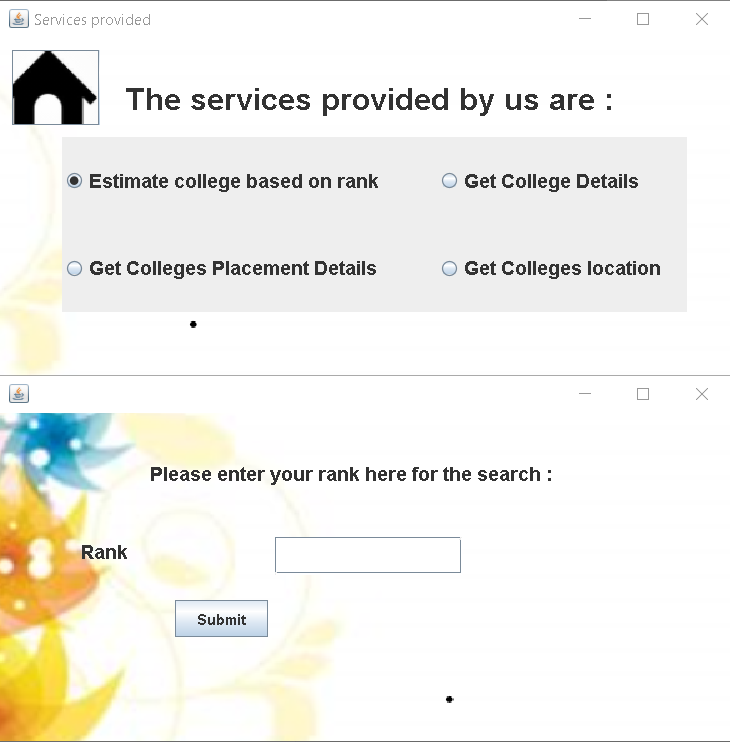 Services provided
The services provided by us are :
Estimate college based on rank
Get College Details
Get Colleges Placement Details
Get Colleges location
Please enter your rank here for the search :
Rank
Submit